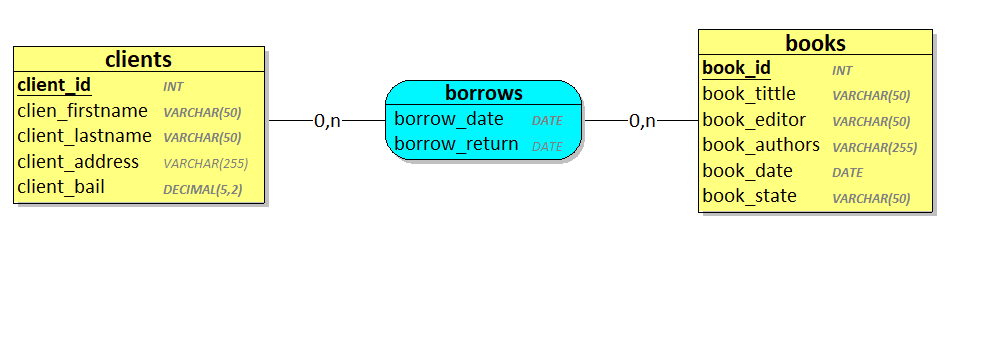 clients
client_id INT
clien_firstname VARCHAR(50)
client_lastname VARCHAR(50)
client_address VARCHAR(255)
client_bail DECIMAL(5,2)
0,n
borrows
borrow_date DATE
borrow_return DATE
0,n
books
book_id INT
book_tittle VARCHAR(50)
book_editor VARCHAR(50)
book_authors VARCHAR(255)
book_date DATE
book_state VARCHAR(50)